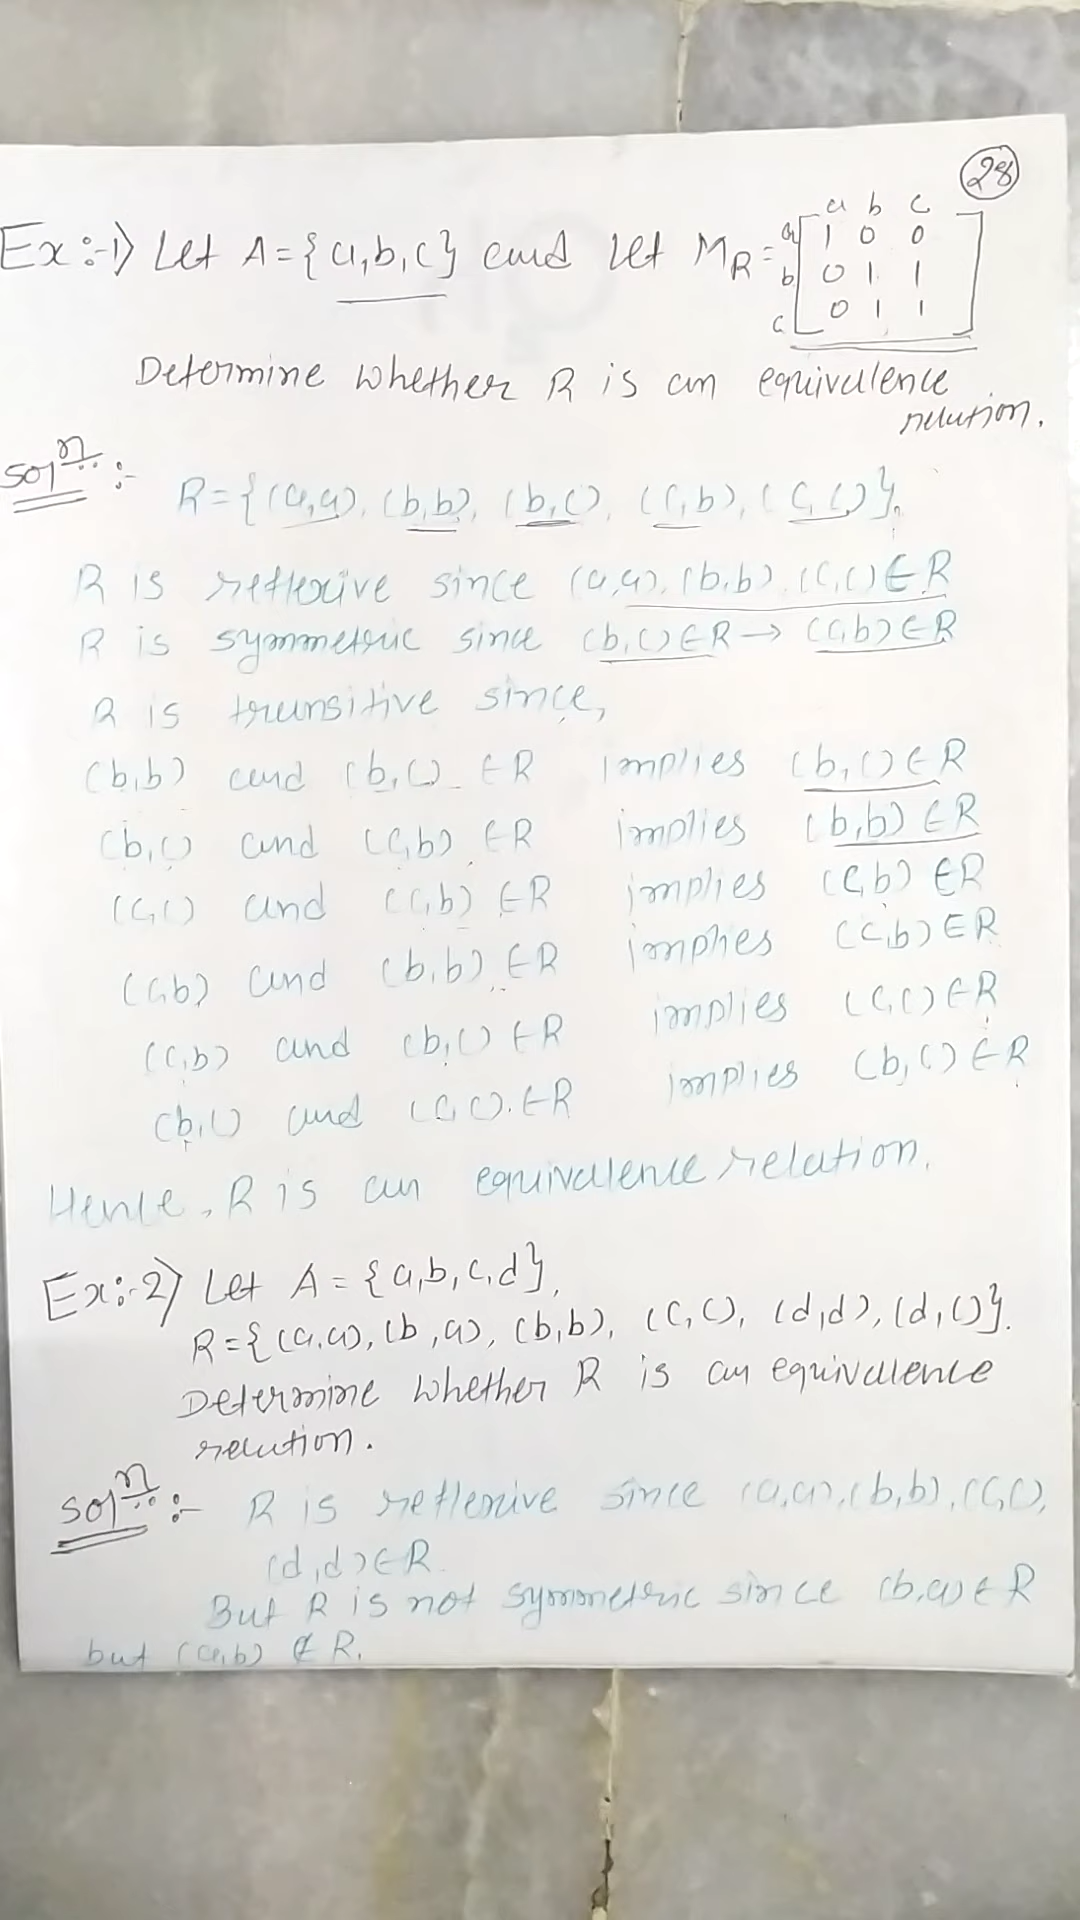 28
Ex:-1) Let A={a,b,c} and let MR =
a b c
a 1 0 0
b 0 1 1
c 0 1 1
Determine whether R is an equivalence
relution.
Solⁿ :-
R={(a,a), (b,b), (b,c), (c,b), (c,c)}.
R is reflexive since (a,a), (b,b), (c,c) ∈ R
R is symmetric since (b,c) ∈ R → (c,b) ∈ R
R is transitive since,
(b,b) and (b,c) ∈ R implies (b,c) ∈ R
(b,c) and (c,b) ∈ R implies (b,b) ∈ R
(c,c) and (c,b) ∈ R implies (c,b) ∈ R
(c,b) and (b,b) ∈ R implies (c,b) ∈ R
(c,b) and (b,c) ∈ R implies (c,c) ∈ R
(b,c) and (c,c). ∈ R implies (b,c) ∈ R
Hence, R is an equivalence relation.
Ex:-2) Let A = {a,b,c,d},
R={(a,a), (b,a), (b,b), (c,c), (d,d), (d,c)}.
Determine whether R is an equivalence
relution.
Solⁿ :- R is reflexive since (a,a), (b,b), (c,c),
(d,d) ∈ R.
But R is not symmetric since (b,a) ∈ R
but (a,b) ∉ R.